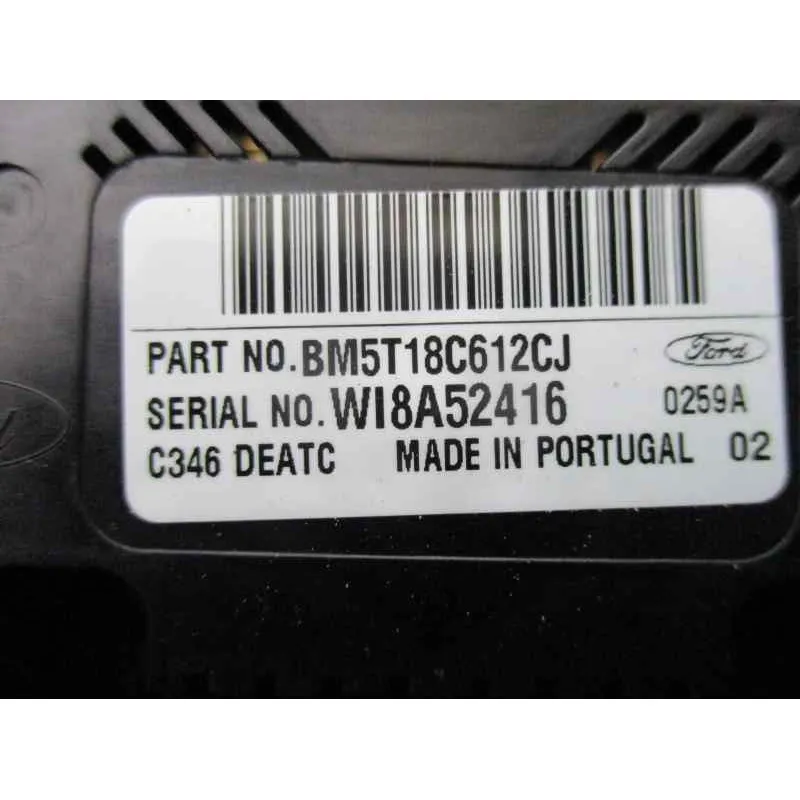 PART NO.BM5T18C612CJ Ford
SERIAL NO.WI8A52416 0259A
C346 DEATC MADE IN PORTUGAL 02